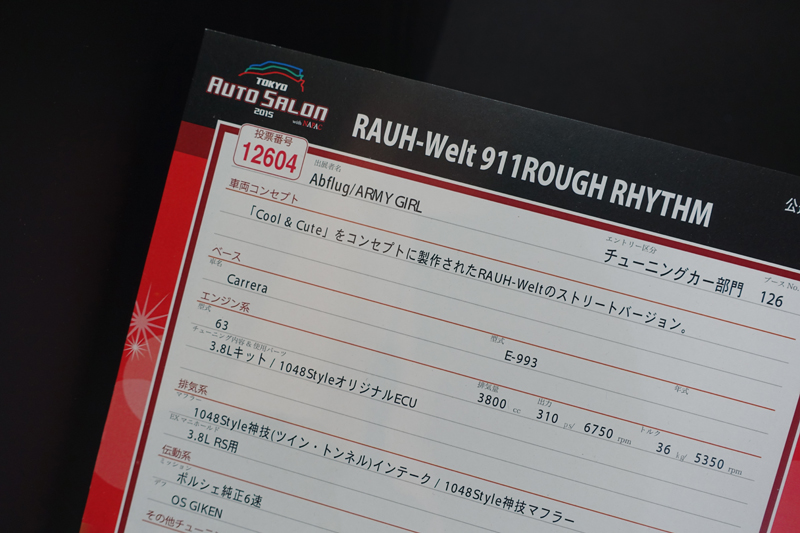 TOKYO
AUTO SALON
2015
with NAPAC
RAUH-Welt 911ROUGH RHYTHM
投票番号
12604
出展者名
Abflug/ARMY GIRL
エントリー区分
チューニングカー部門
ブース No.
126
車両コンセプト
「Cool & Cute」をコンセプトに製作されたRAUH-Weltのストリートバージョン。
ベース
車名
Carrera
型式
E-993
年式
エンジン系
型式
63
チューニング内容 & 使用パーツ
3.8Lキット / 1048StyleオリジナルECU
排気量
3800 cc
出力
310 ps/ 6750 rpm
トルク
36 kg/ 5350 rpm
排気系
マフラー
1048Style神技(ツイン・トンネル)インテーク / 1048Style神技マフラー
EXマニホールド
3.8L RS用
伝動系
ミッション
ポルシェ純正6速
デフ
OS GIKEN